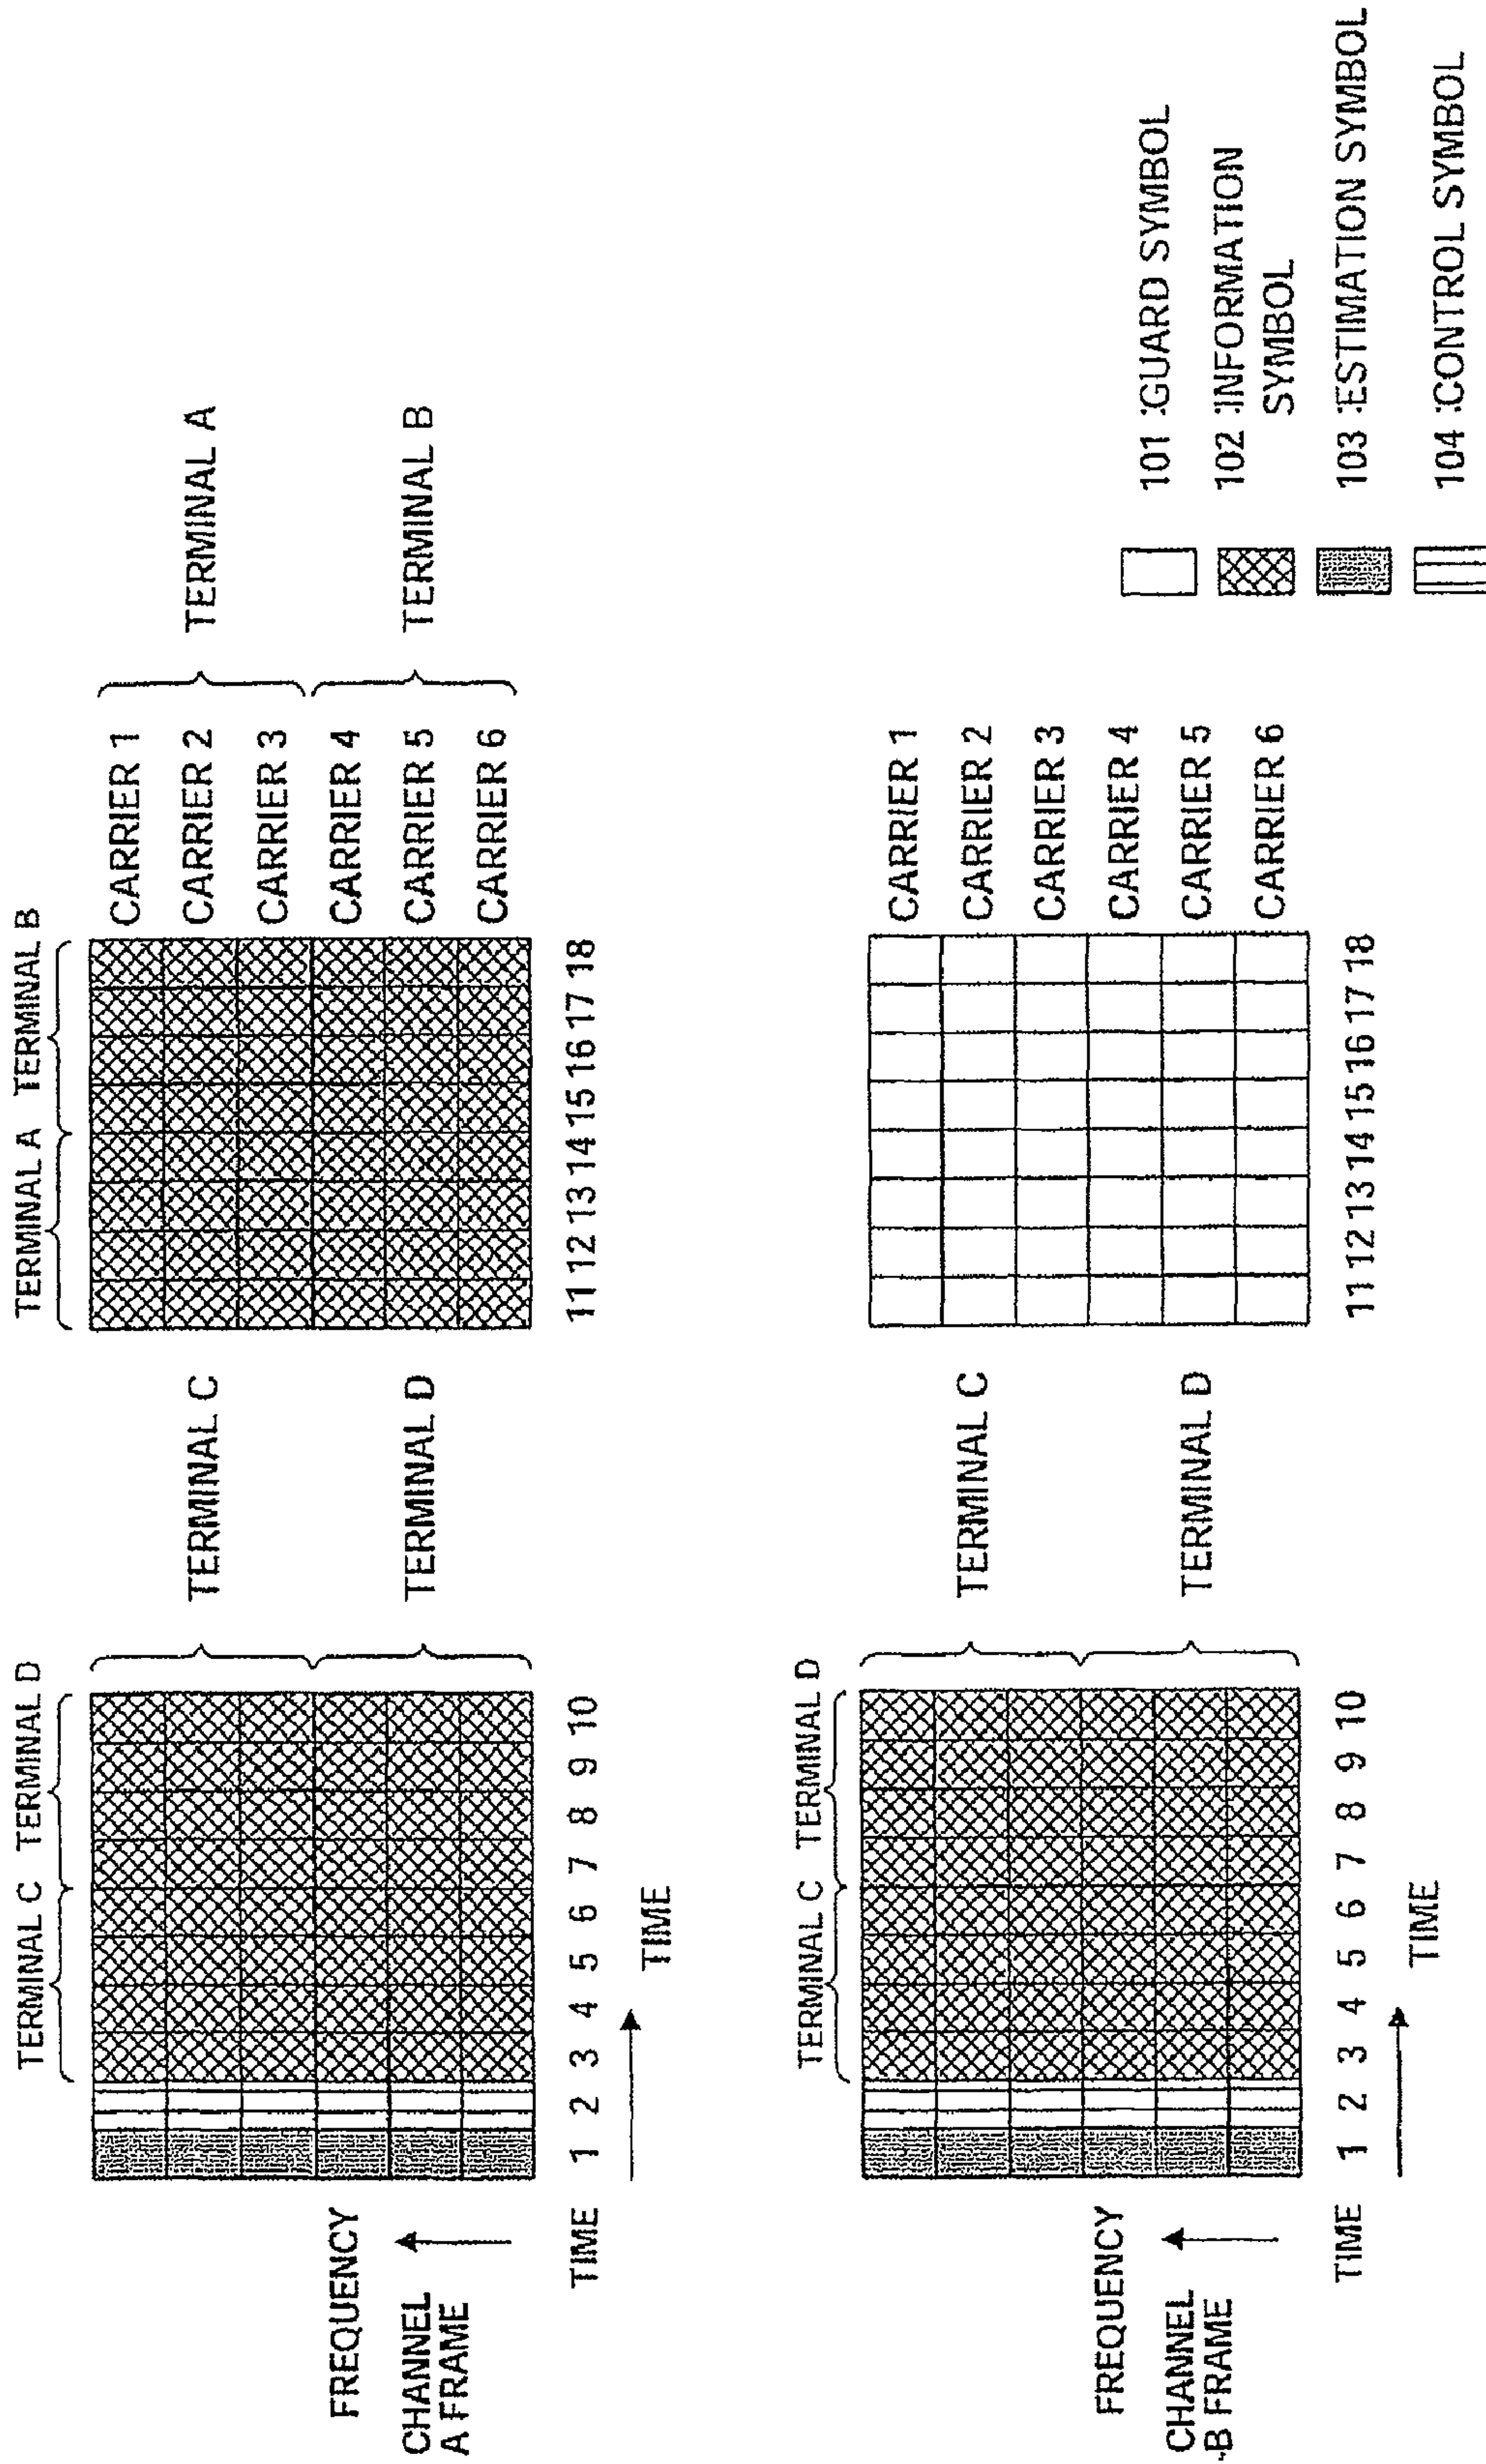 TERMINAL C TERMINAL D
TERMINAL A TERMINAL B
FREQUENCY
CHANNEL
A FRAME
TERMINAL C
TERMINAL D
CARRIER 1
CARRIER 2
CARRIER 3
CARRIER 4
CARRIER 5
CARRIER 6
TERMINAL A
TERMINAL B
TIME 1 2 3 4 5 6 7 8 9 10
11 12 13 14 15 16 17 18
TIME
TERMINAL C TERMINAL D
FREQUENCY
CHANNEL
B FRAME
TERMINAL C
TERMINAL D
CARRIER 1
CARRIER 2
CARRIER 3
CARRIER 4
CARRIER 5
CARRIER 6
TIME 1 2 3 4 5 6 7 8 9 10
11 12 13 14 15 16 17 18
TIME
101 :GUARD SYMBOL
102 :INFORMATION
SYMBOL
103 :ESTIMATION SYMBOL
104 :CONTROL SYMBOL